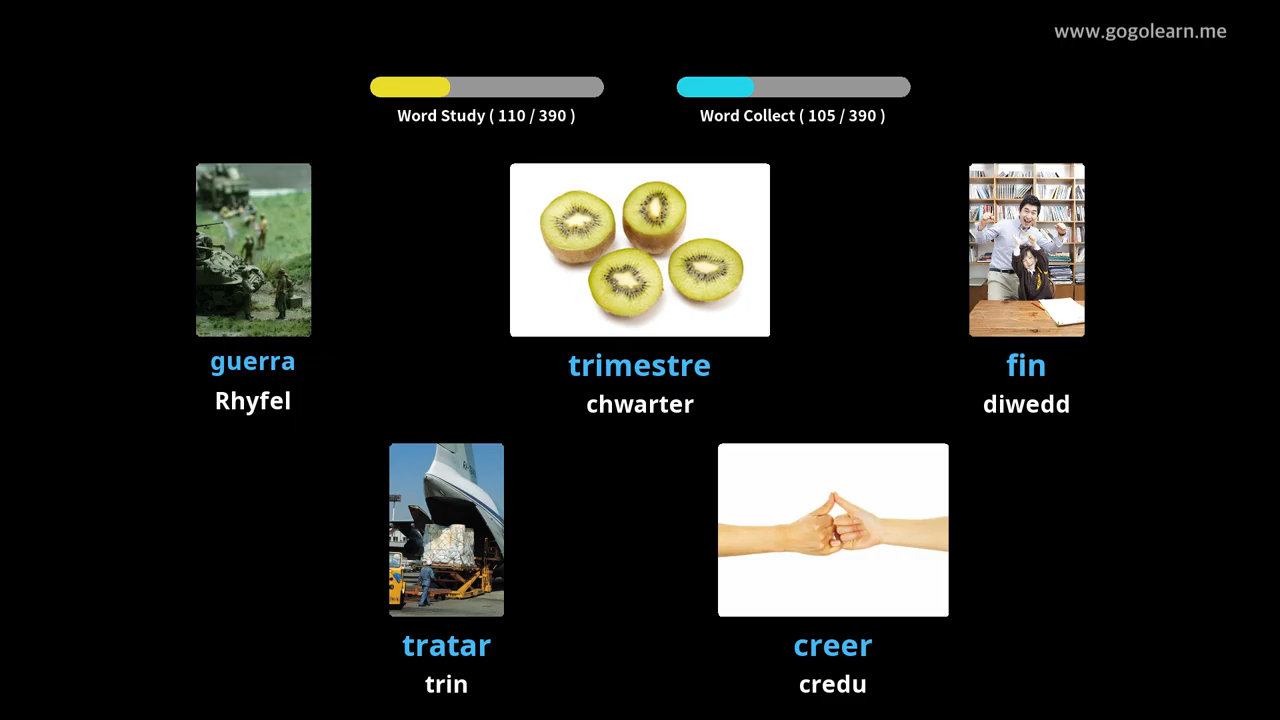 www.gogolearn.me
Word Study ( 110 / 390 )
Word Collect ( 105 / 390 )
guerra
Rhyfel
trimestre
chwarter
fin
diwedd
tratar
trin
creer
credu